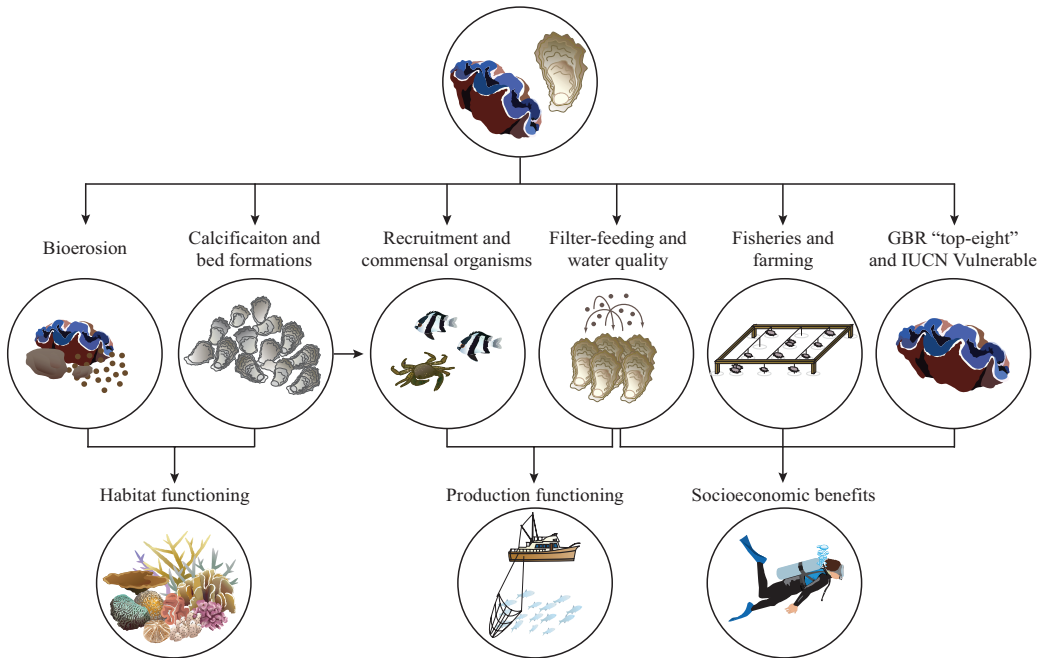 Bioerosion
Calcificaiton and
bed formations
Recruitment and
commensal organisms
Filter-feeding and
water quality
Fisheries and
farming
GBR “top-eight”
and IUCN Vulnerable
Habitat functioning
Production functioning
Socioeconomic benefits